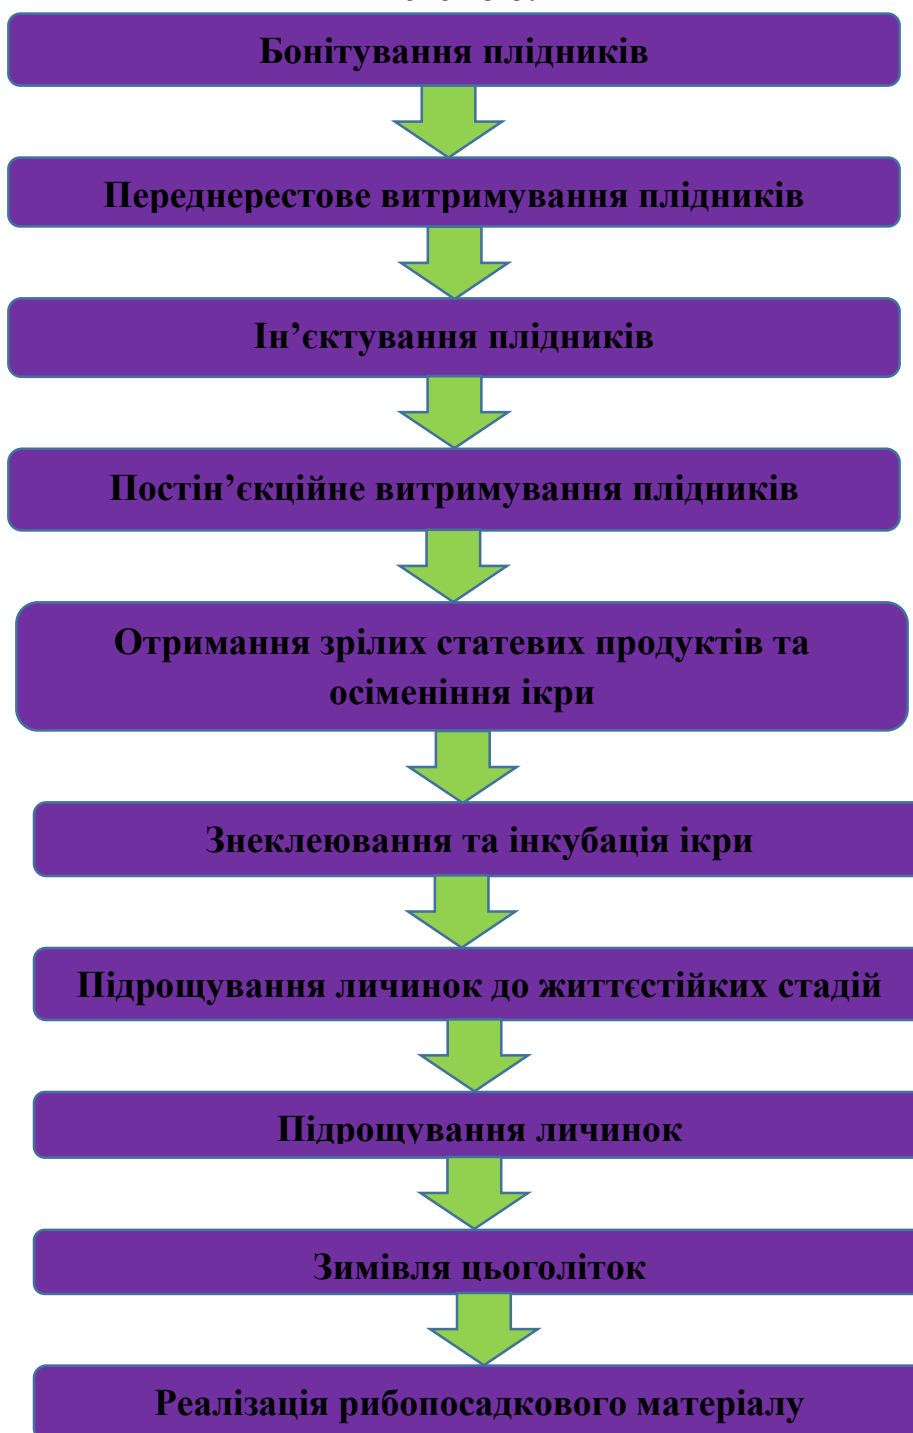 Бонітування плідників
Переднерестове витримування плідників
Ін’єктування плідників
Постін’єкційне витримування плідників
Отримання зрілих статевих продуктів та
осіменіння ікри
Знеклеювання та інкубація ікри
Підрощування личинок до життєстійких стадій
Підрощування личинок
Зимівля цьоголіток
Реалізація рибопосадкового матеріалу